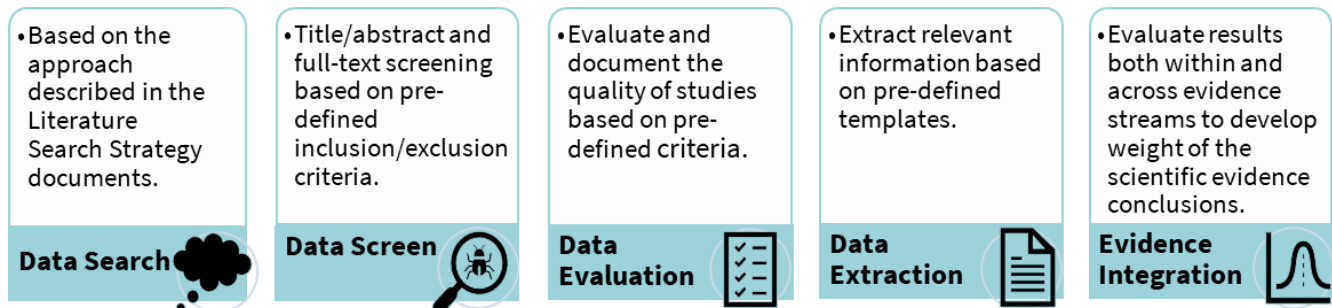 •Based on the
approach
described in the
Literature
Search Strategy
documents.
Data Search
•Title/abstract and
full-text screening
based on pre-
defined
inclusion/exclusion
criteria.
Data Screen
•Evaluate and
document the
quality of studies
based on pre-
defined criteria.
Data
Evaluation
•Extract relevant
information based
on pre-defined
templates.
Data
Extraction
•Evaluate results
both within and
across evidence
streams to develop
weight of the
scientific evidence
conclusions.
Evidence
Integration